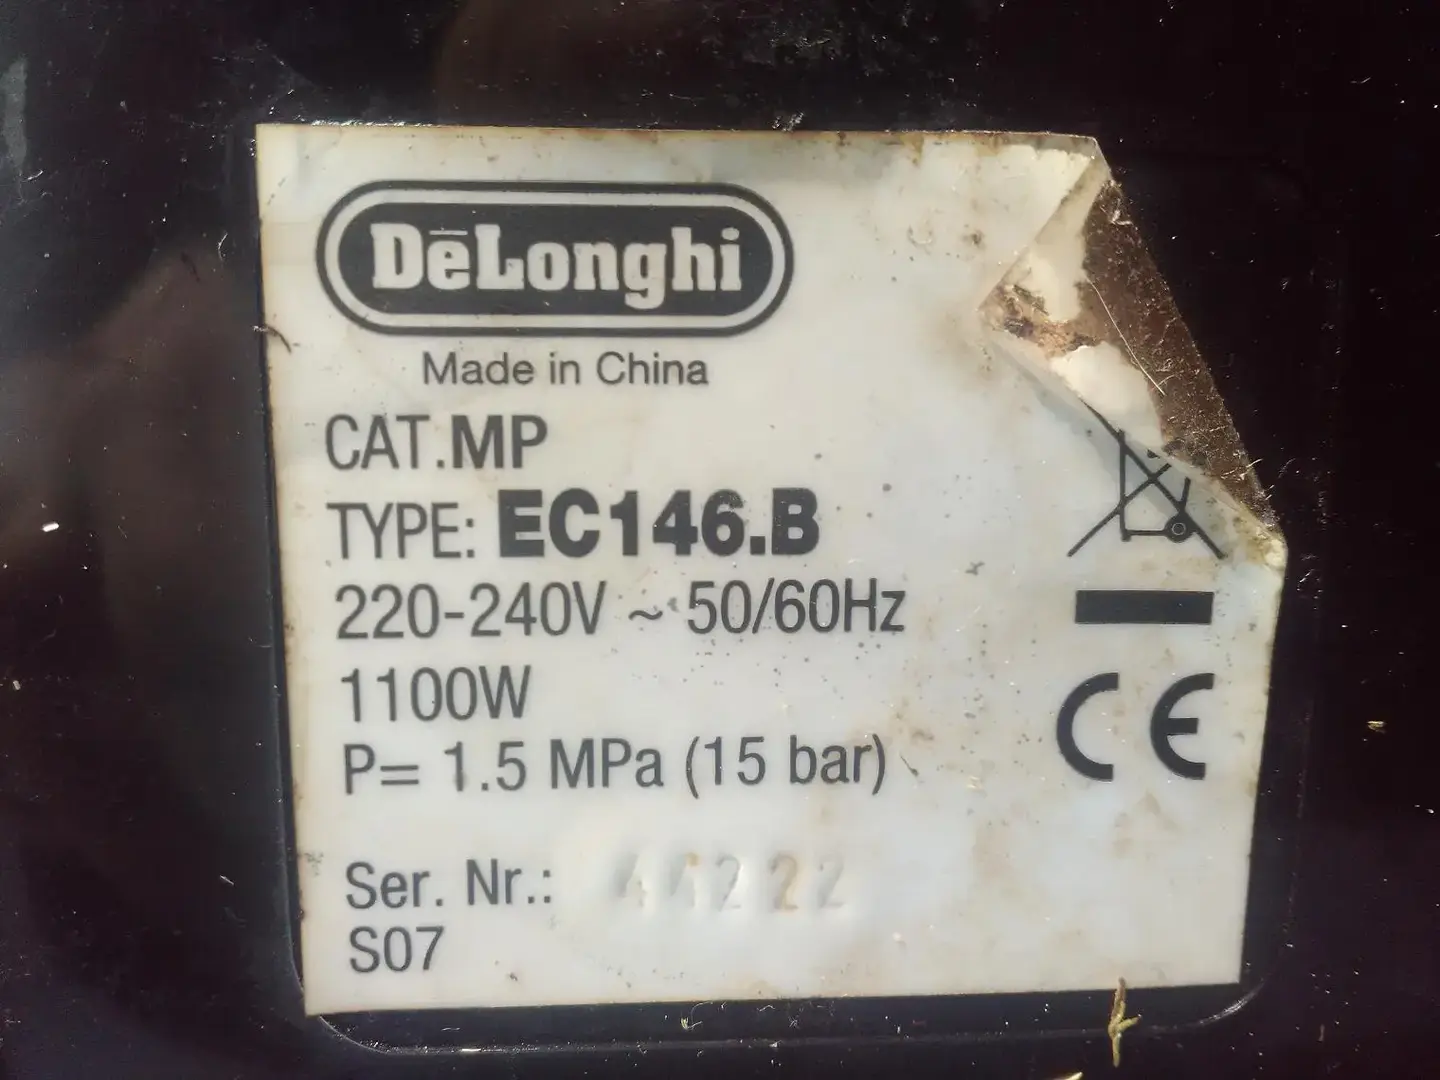 DēLonghi
Made in China
CAT.MP
TYPE: EC146.B
220-240V ~ 50/60Hz
1100W
P= 1.5 MPa (15 bar)
CE
Ser. Nr.:
S07